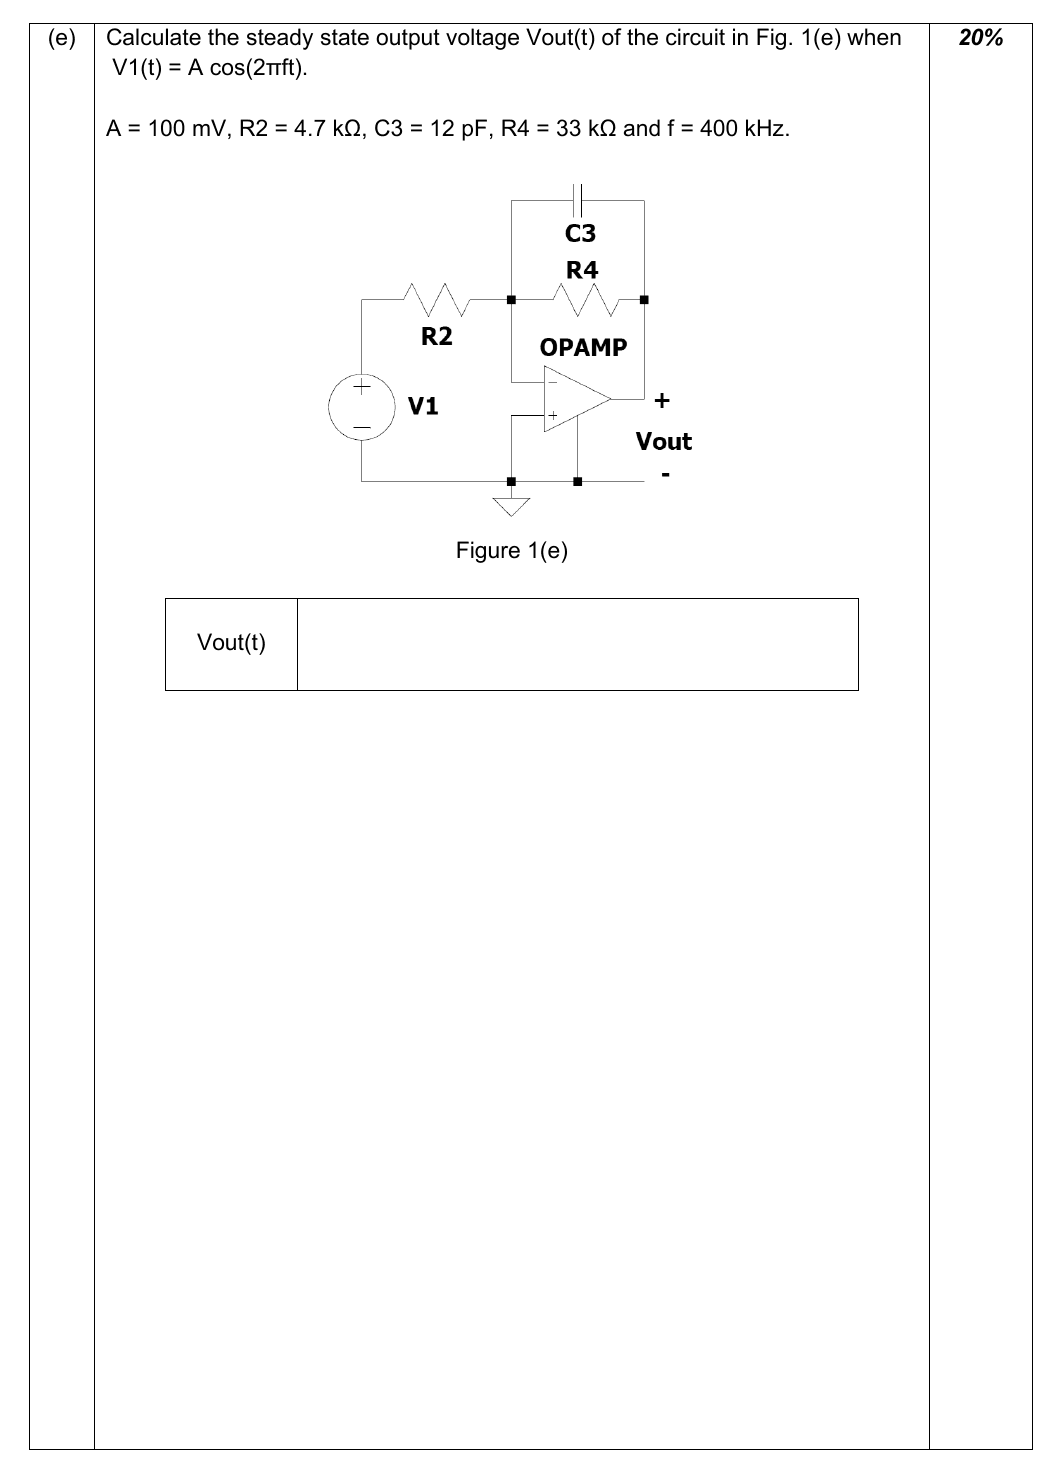 (e)
Calculate the steady state output voltage Vout(t) of the circuit in Fig. 1(e) when
20%
V1(t) = A cos(2πft).
A = 100 mV, R2 = 4.7 kΩ, C3 = 12 pF, R4 = 33 kΩ and f = 400 kHz.
C3
R4
R2
OPAMP
V1
+
Vout
-
Figure 1(e)
Vout(t)